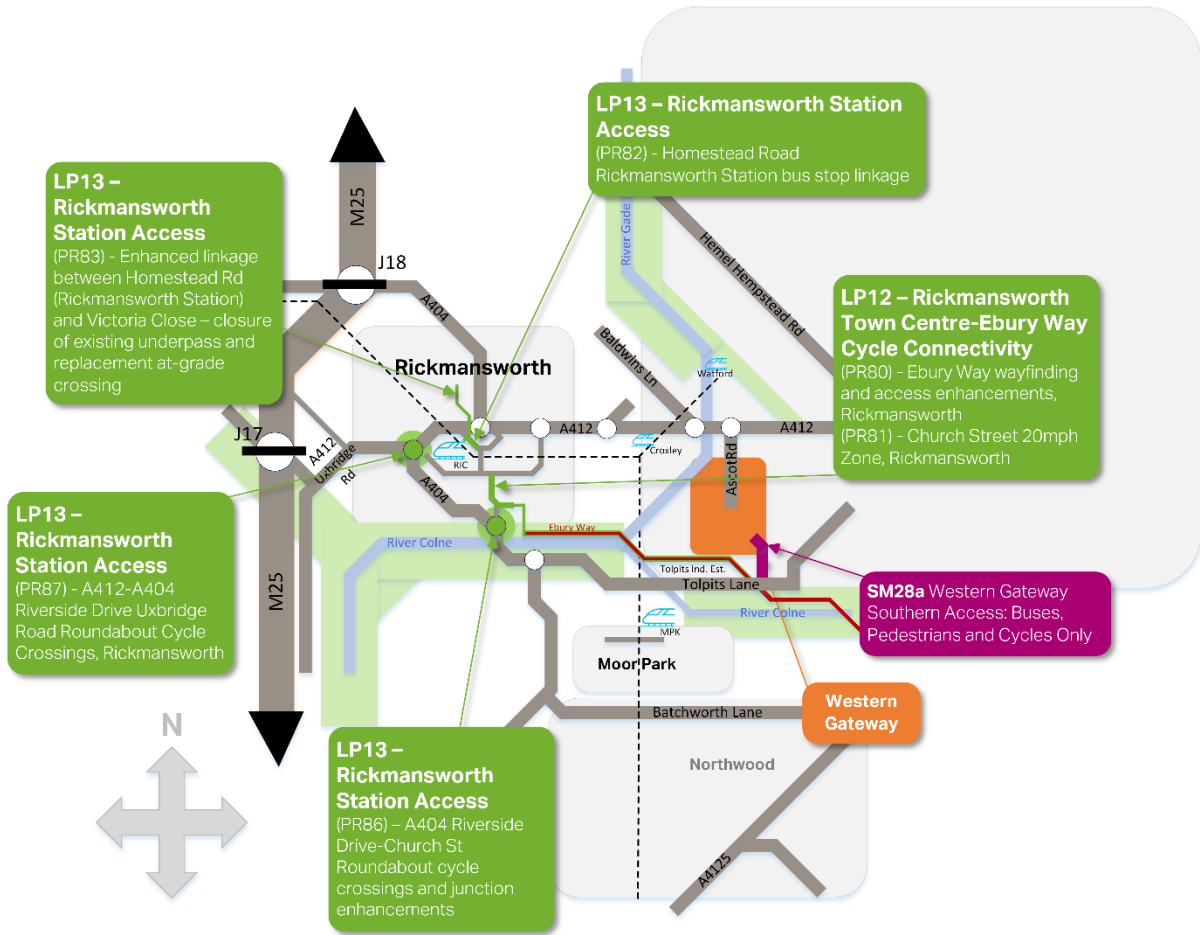 LP13 – Rickmansworth Station
Access
(PR82) - Homestead Road
Rickmansworth Station bus stop linkage
LP13 –
Rickmansworth
Station Access
(PR83) - Enhanced linkage
between Homestead Rd
(Rickmansworth Station)
and Victoria Close – closure
of existing underpass and
replacement at-grade
crossing
M25
J18
A404
River Gade
Hemel Hempstead Rd
LP12 – Rickmansworth
Town Centre-Ebury Way
Cycle Connectivity
(PR80) - Ebury Way wayfinding
and access enhancements,
Rickmansworth
(PR81) - Church Street 20mph
Zone, Rickmansworth
Rickmansworth
Baldwins Ln
Watford
J17
A412
Uxbridge
Rd
RIC
A412
Croxley
A412
AscotRd
A404
LP13 –
Rickmansworth
Station Access
(PR87) - A412-A404
Riverside Drive Uxbridge
Road Roundabout Cycle
Crossings, Rickmansworth
M25
River Colne
Ebury Way
Tolpits Ind. Est.
Tolpits Lane
River Colne
SM28a Western Gateway
Southern Access: Buses,
Pedestrians and Cycles Only
MPK
Moor Park
Western
Gateway
Batchworth Lane
Northwood
N
LP13 –
Rickmansworth
Station Access
(PR86) – A404 Riverside
Drive-Church St
Roundabout cycle
crossings and junction
enhancements
A4125